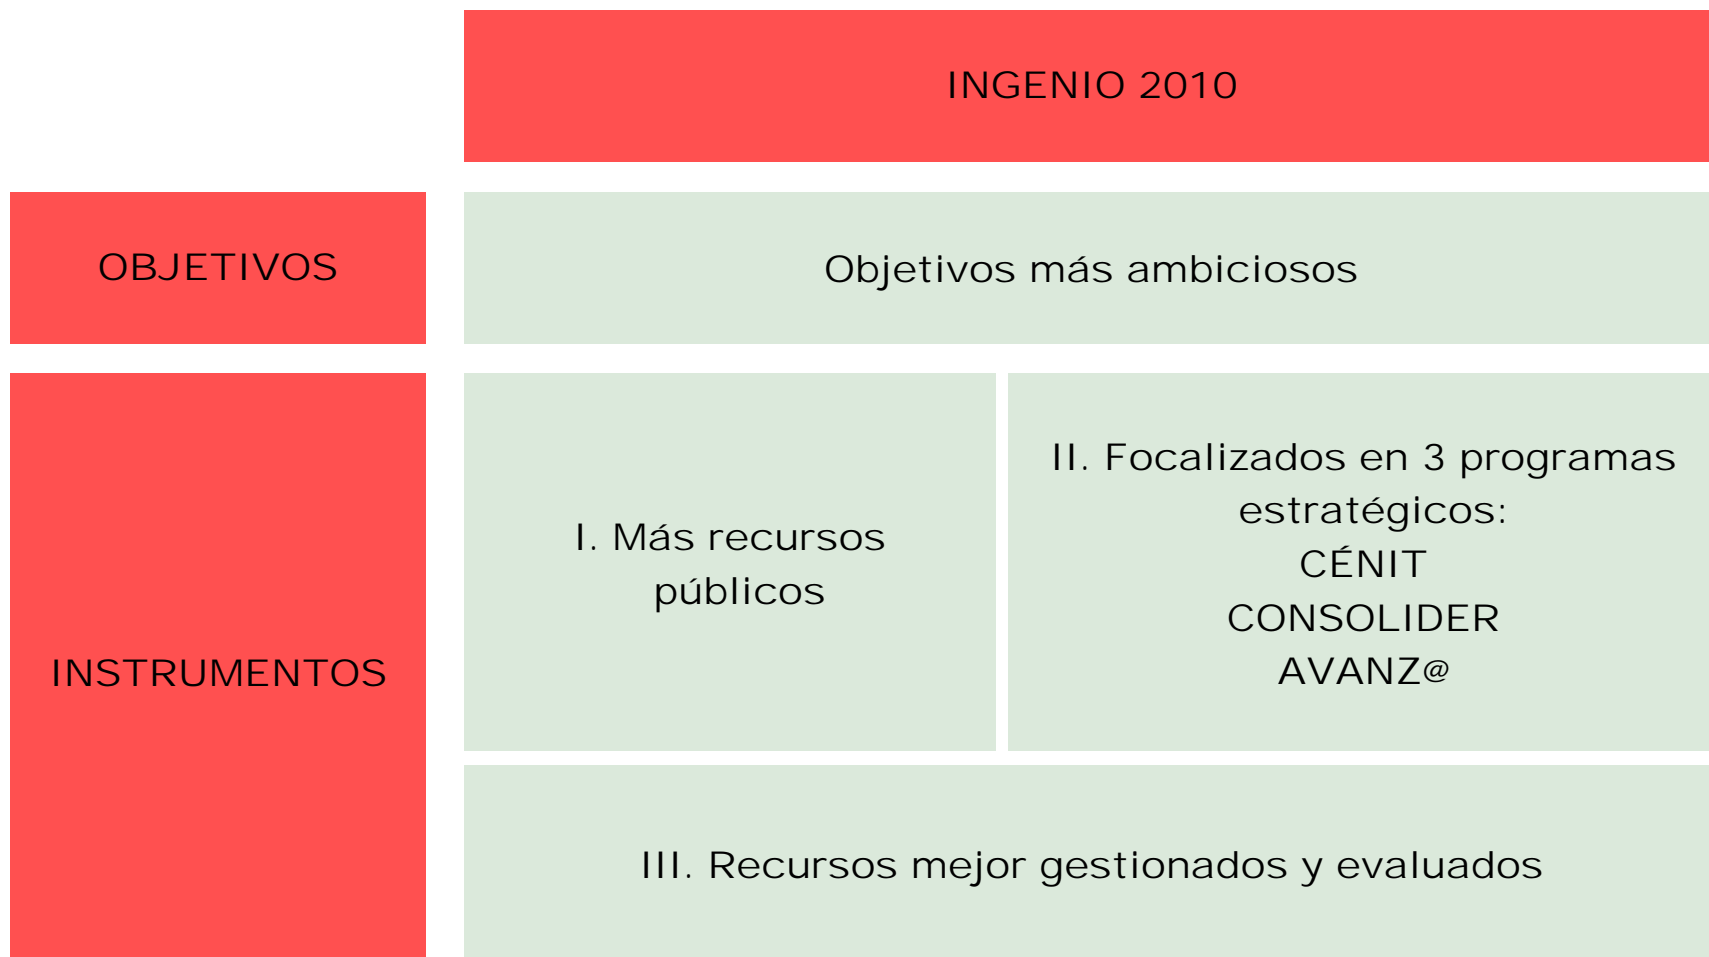 INGENIO 2010
OBJETIVOS
Objetivos más ambiciosos
INSTRUMENTOS
I. Más recursos
públicos
II. Focalizados en 3 programas
estratégicos:
CÉNIT
CONSOLIDER
AVANZ@
III. Recursos mejor gestionados y evaluados